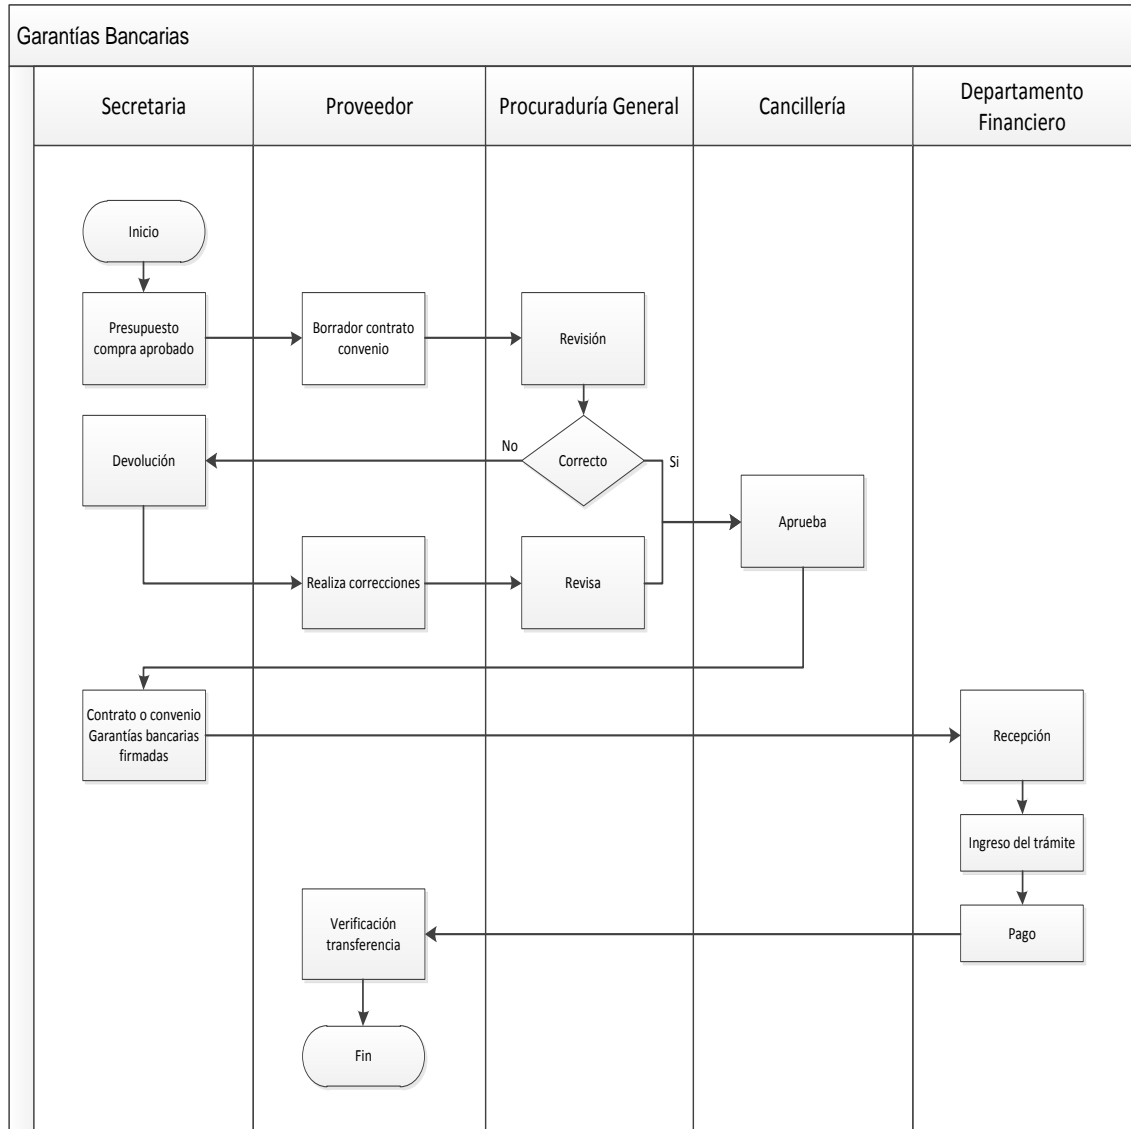 Garantías Bancarias
Secretaria
Proveedor
Procuraduría General
Cancillería
Departamento
Financiero
Inicio
Presupuesto
compra aprobado
Borrador contrato
convenio
Revisión
Devolución
No
Correcto
Si
Aprueba
Realiza correcciones
Revisa
Contrato o convenio
Garantías bancarias
firmadas
Recepción
Ingreso del trámite
Verificación
transferencia
Pago
Fin